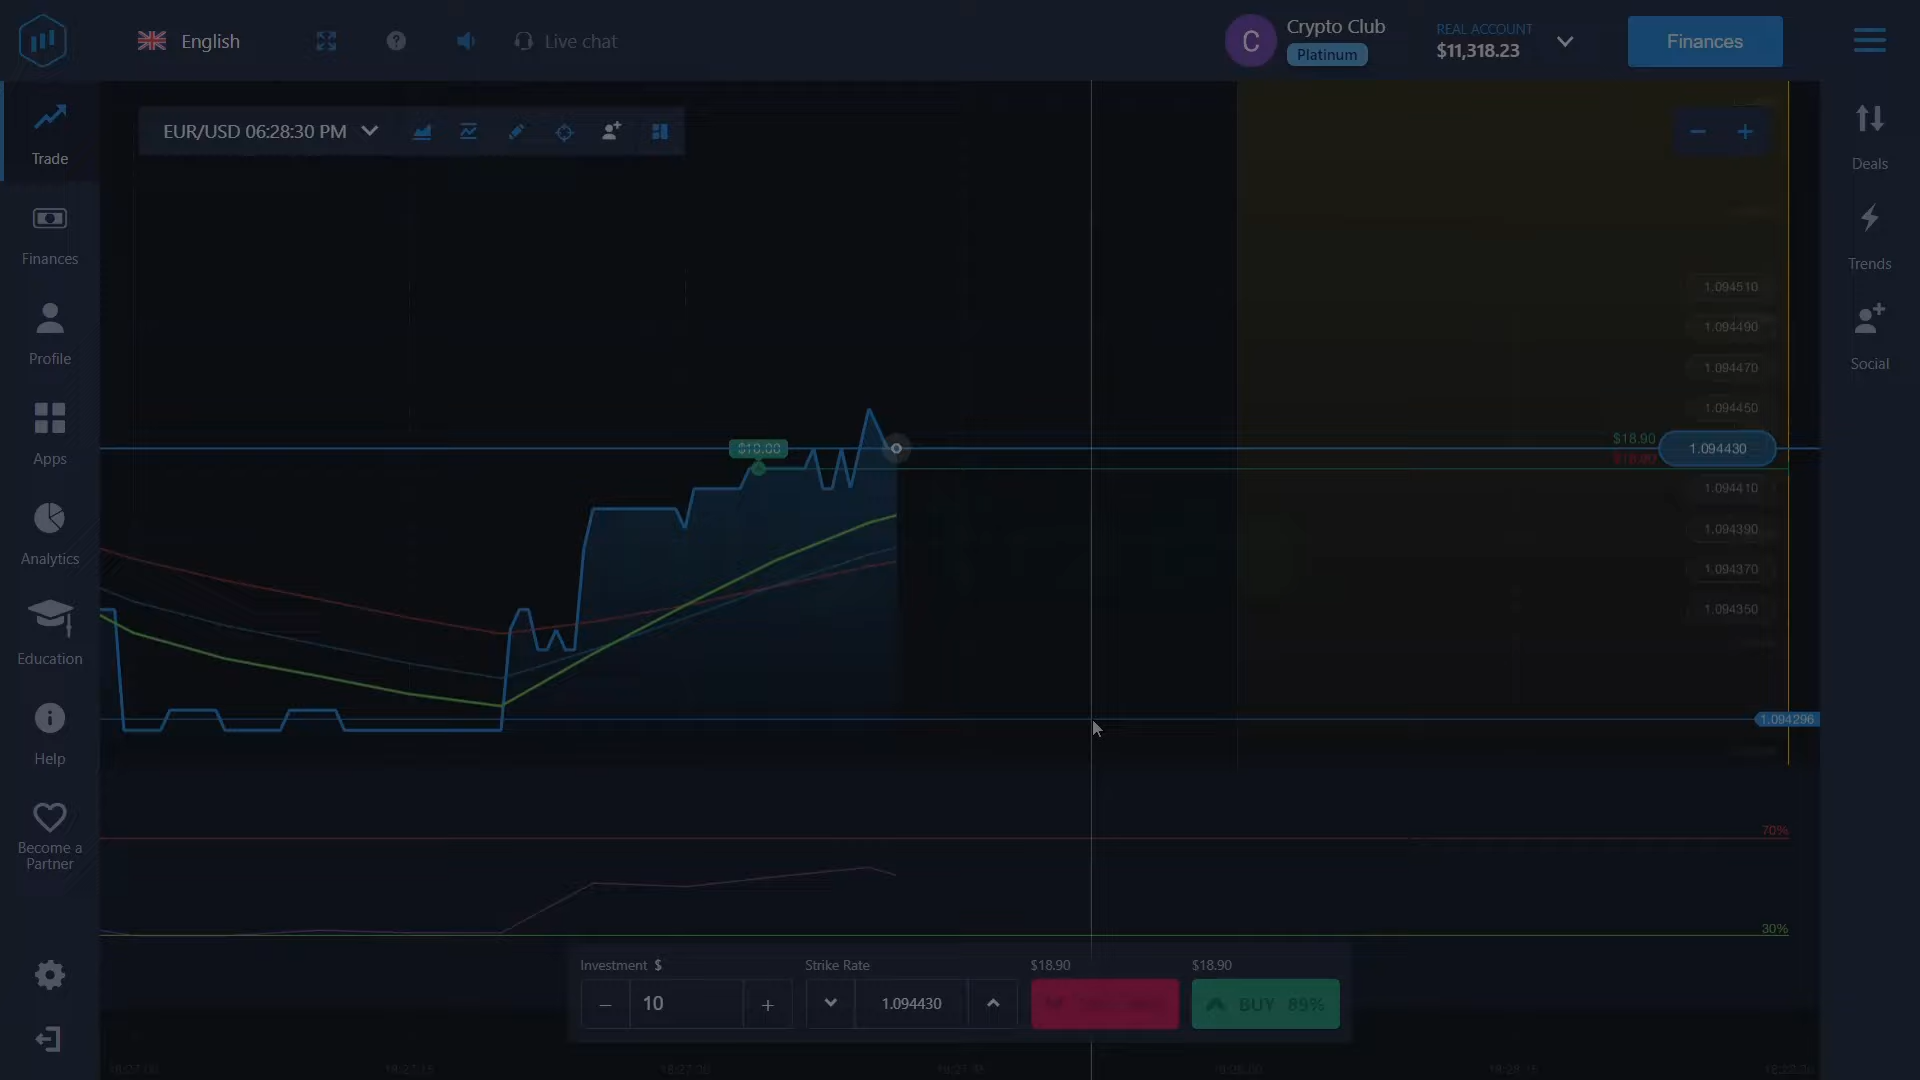 English
Live chat
C
Crypto Club
Platinum
REAL ACCOUNT
$11,318.23
Finances
Trade
EUR/USD 06:28:30 PM
Deals
Finances
Trends
Profile
Social
Apps
Analytics
Education
Help
Become a
Partner
1.094510
1.094490
1.094470
1.094450
$18.90
1.094430
1.094410
1.094390
1.094370
1.094350
1.094296
70%
30%
Investment $
Strike Rate
$18.90
$18.90
10
1.094430
BUY 89%